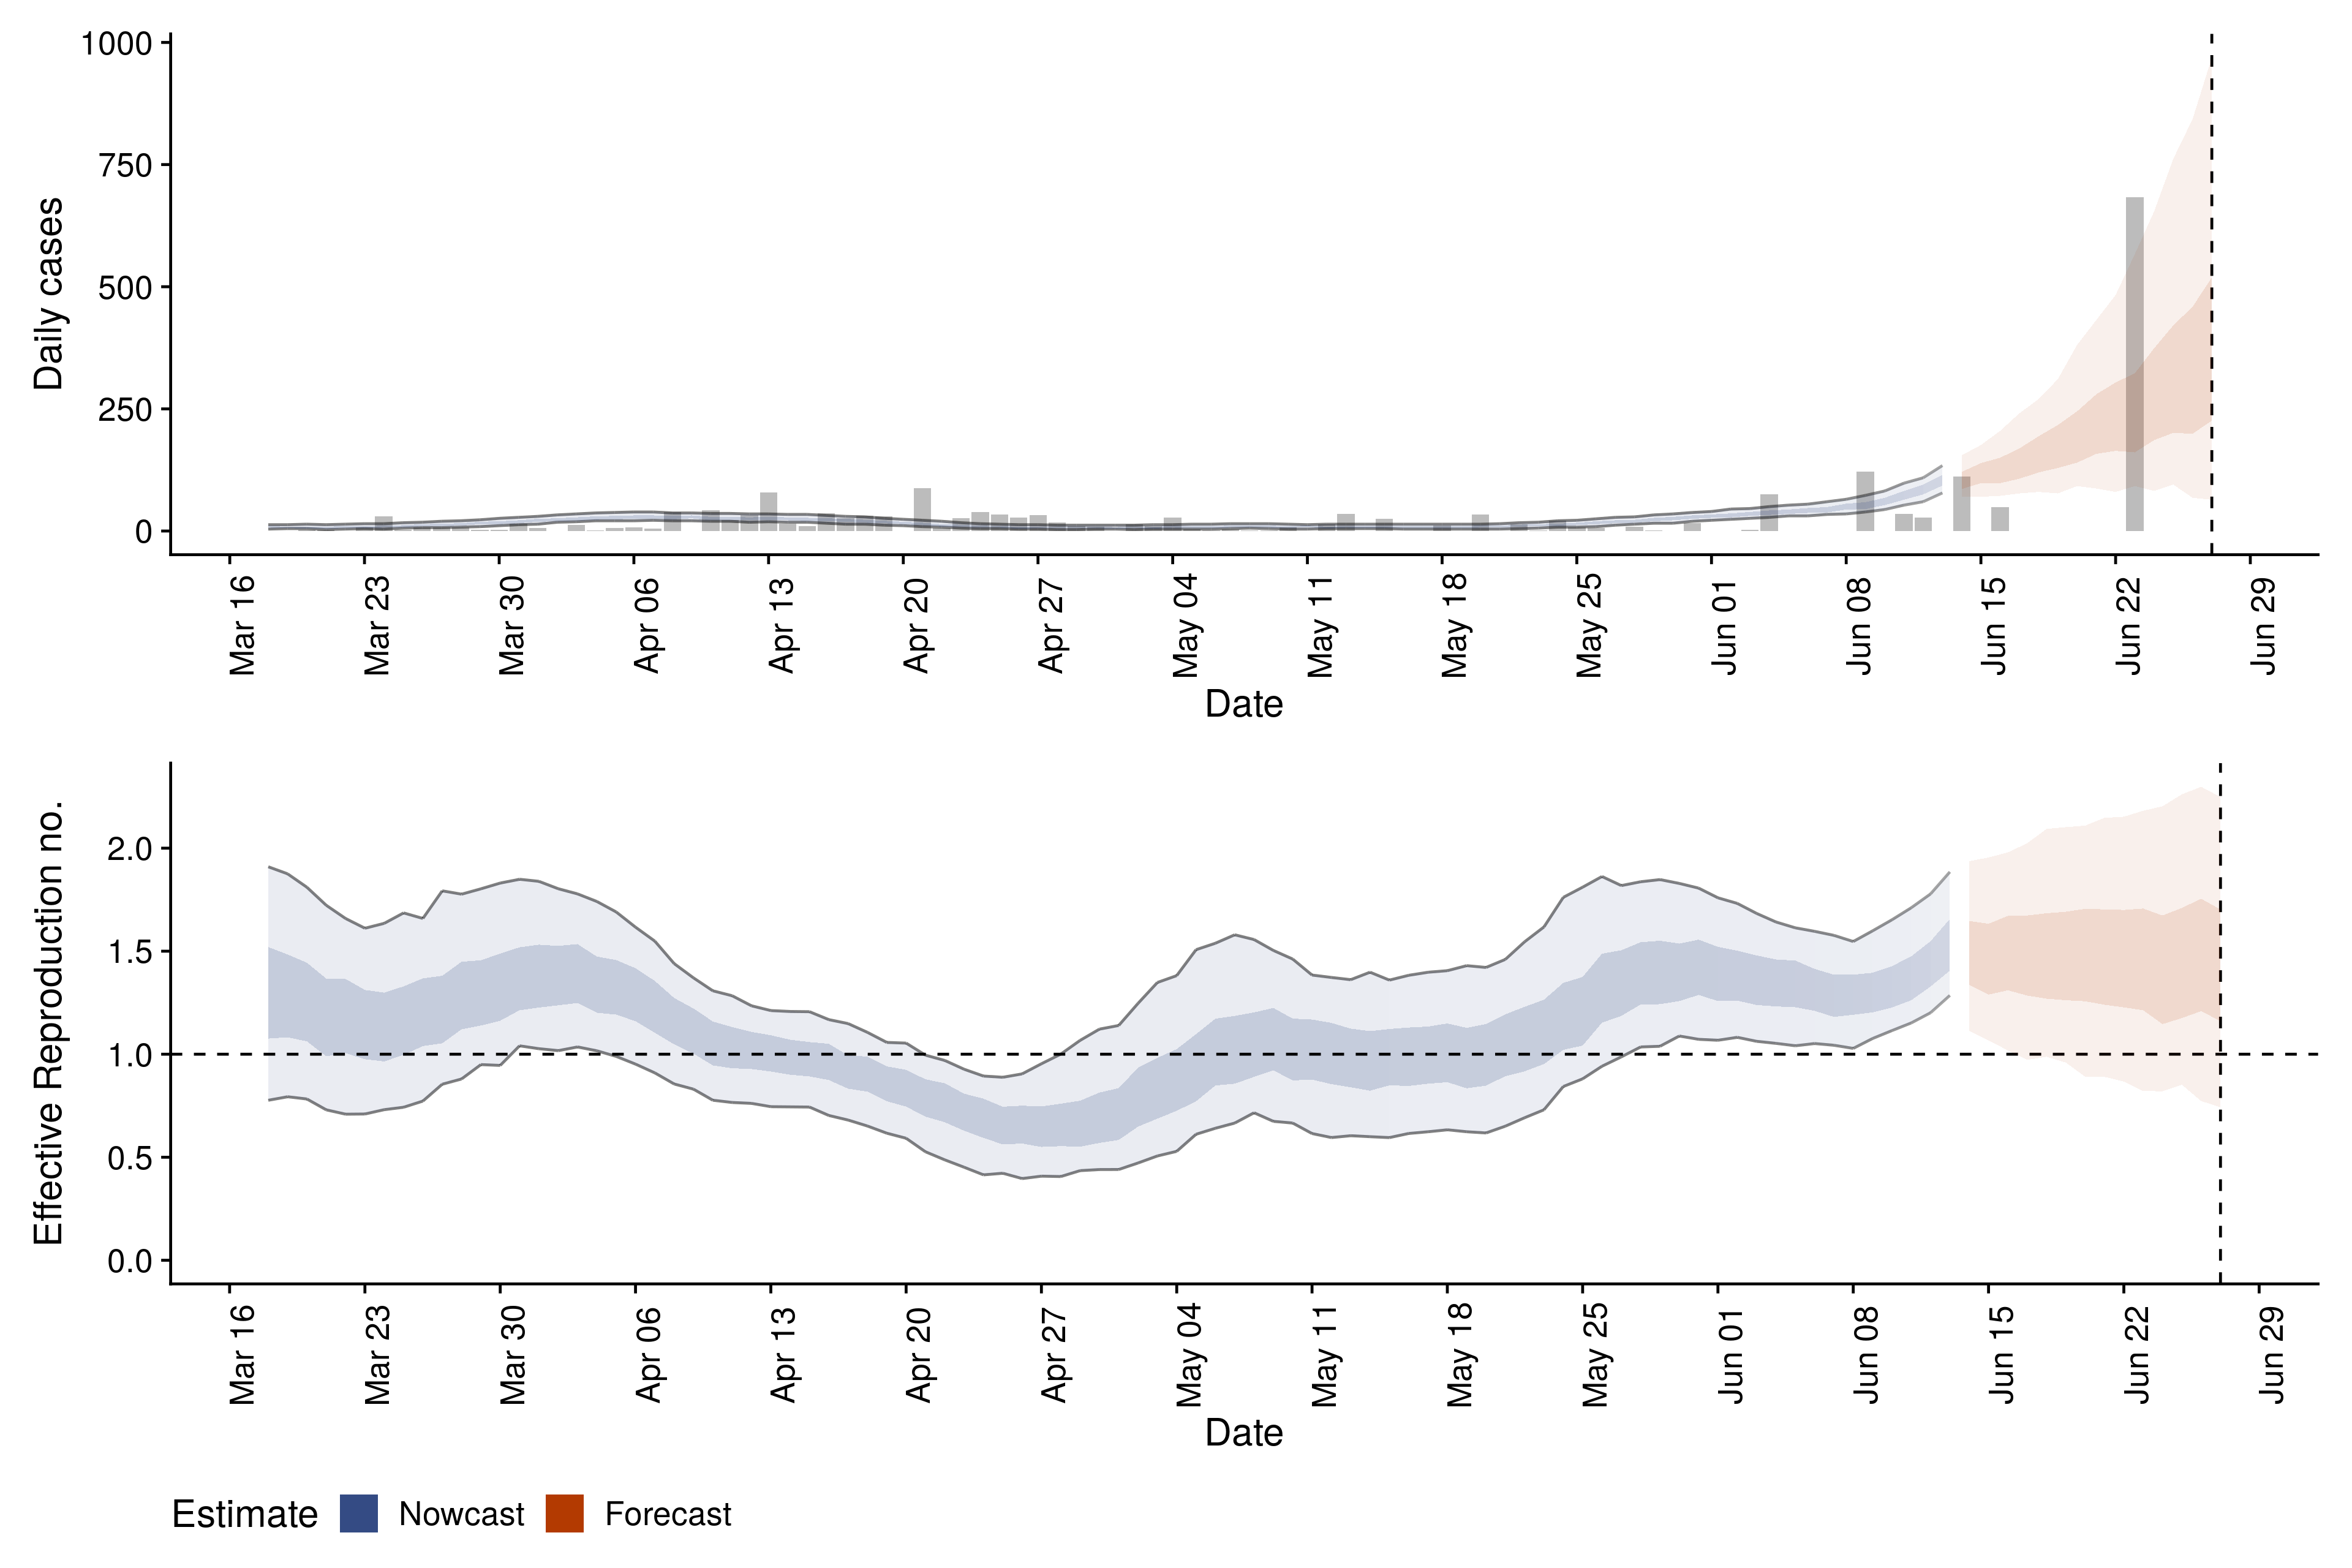 1000
750
500
250
0
Daily cases
Mar 16
Mar 23
Mar 30
Apr 06
Apr 13
Apr 20
Apr 27
May 04
May 11
May 18
May 25
Jun 01
Jun 08
Jun 15
Jun 22
Jun 29
Date
2.0
1.5
1.0
0.5
0.0
Effective Reproduction no.
Mar 16
Mar 23
Mar 30
Apr 06
Apr 13
Apr 20
Apr 27
May 04
May 11
May 18
May 25
Jun 01
Jun 08
Jun 15
Jun 22
Jun 29
Date
Estimate Nowcast Forecast